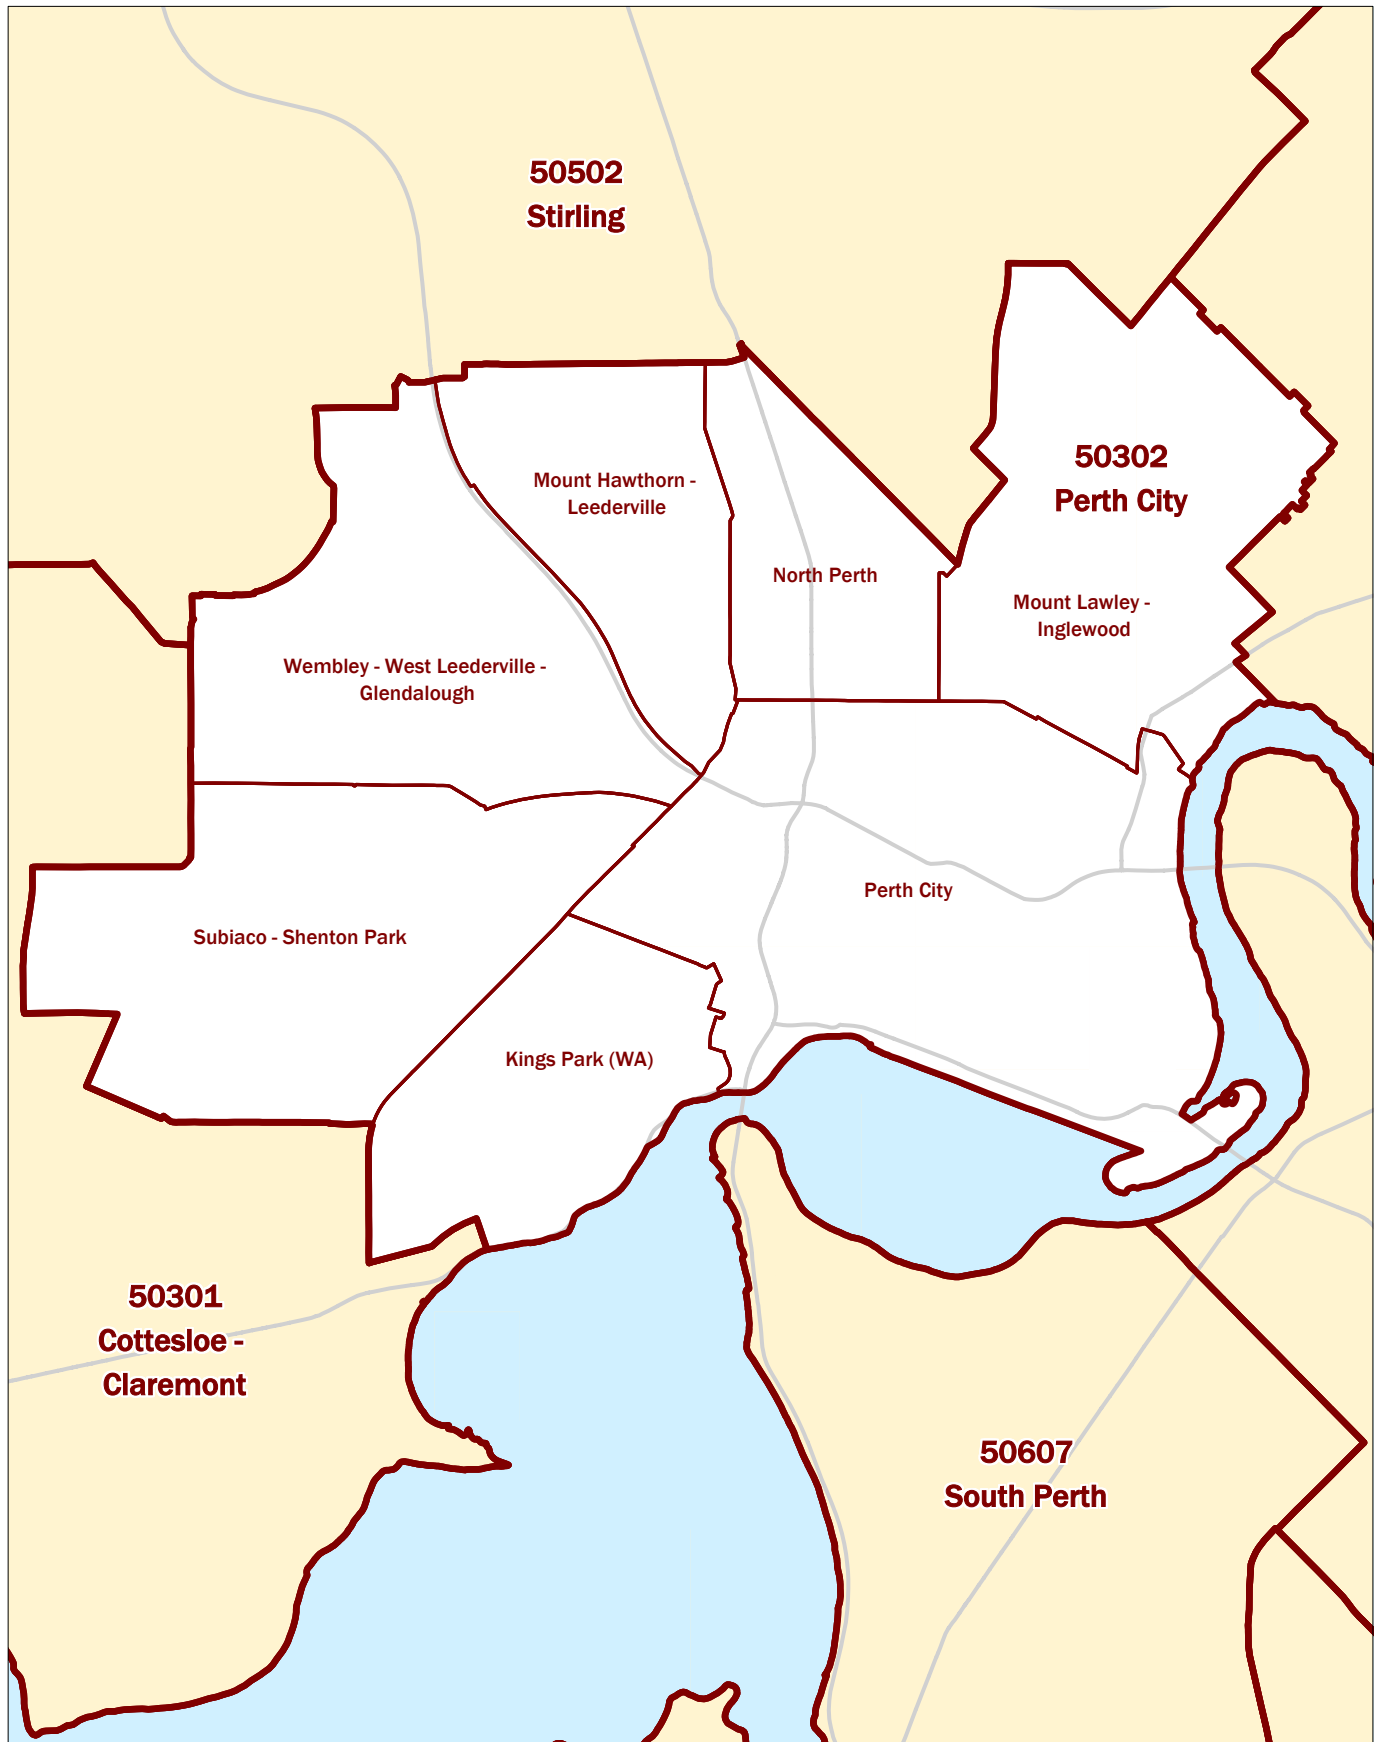 50502
Stirling
50302
Perth City
Mount Hawthorn -
Leederville
North Perth
Mount Lawley -
Inglewood
Wembley - West Leederville -
Glendalough
Perth City
Subiaco - Shenton Park
Kings Park (WA)
50301
Cottesloe -
Claremont
50607
South Perth